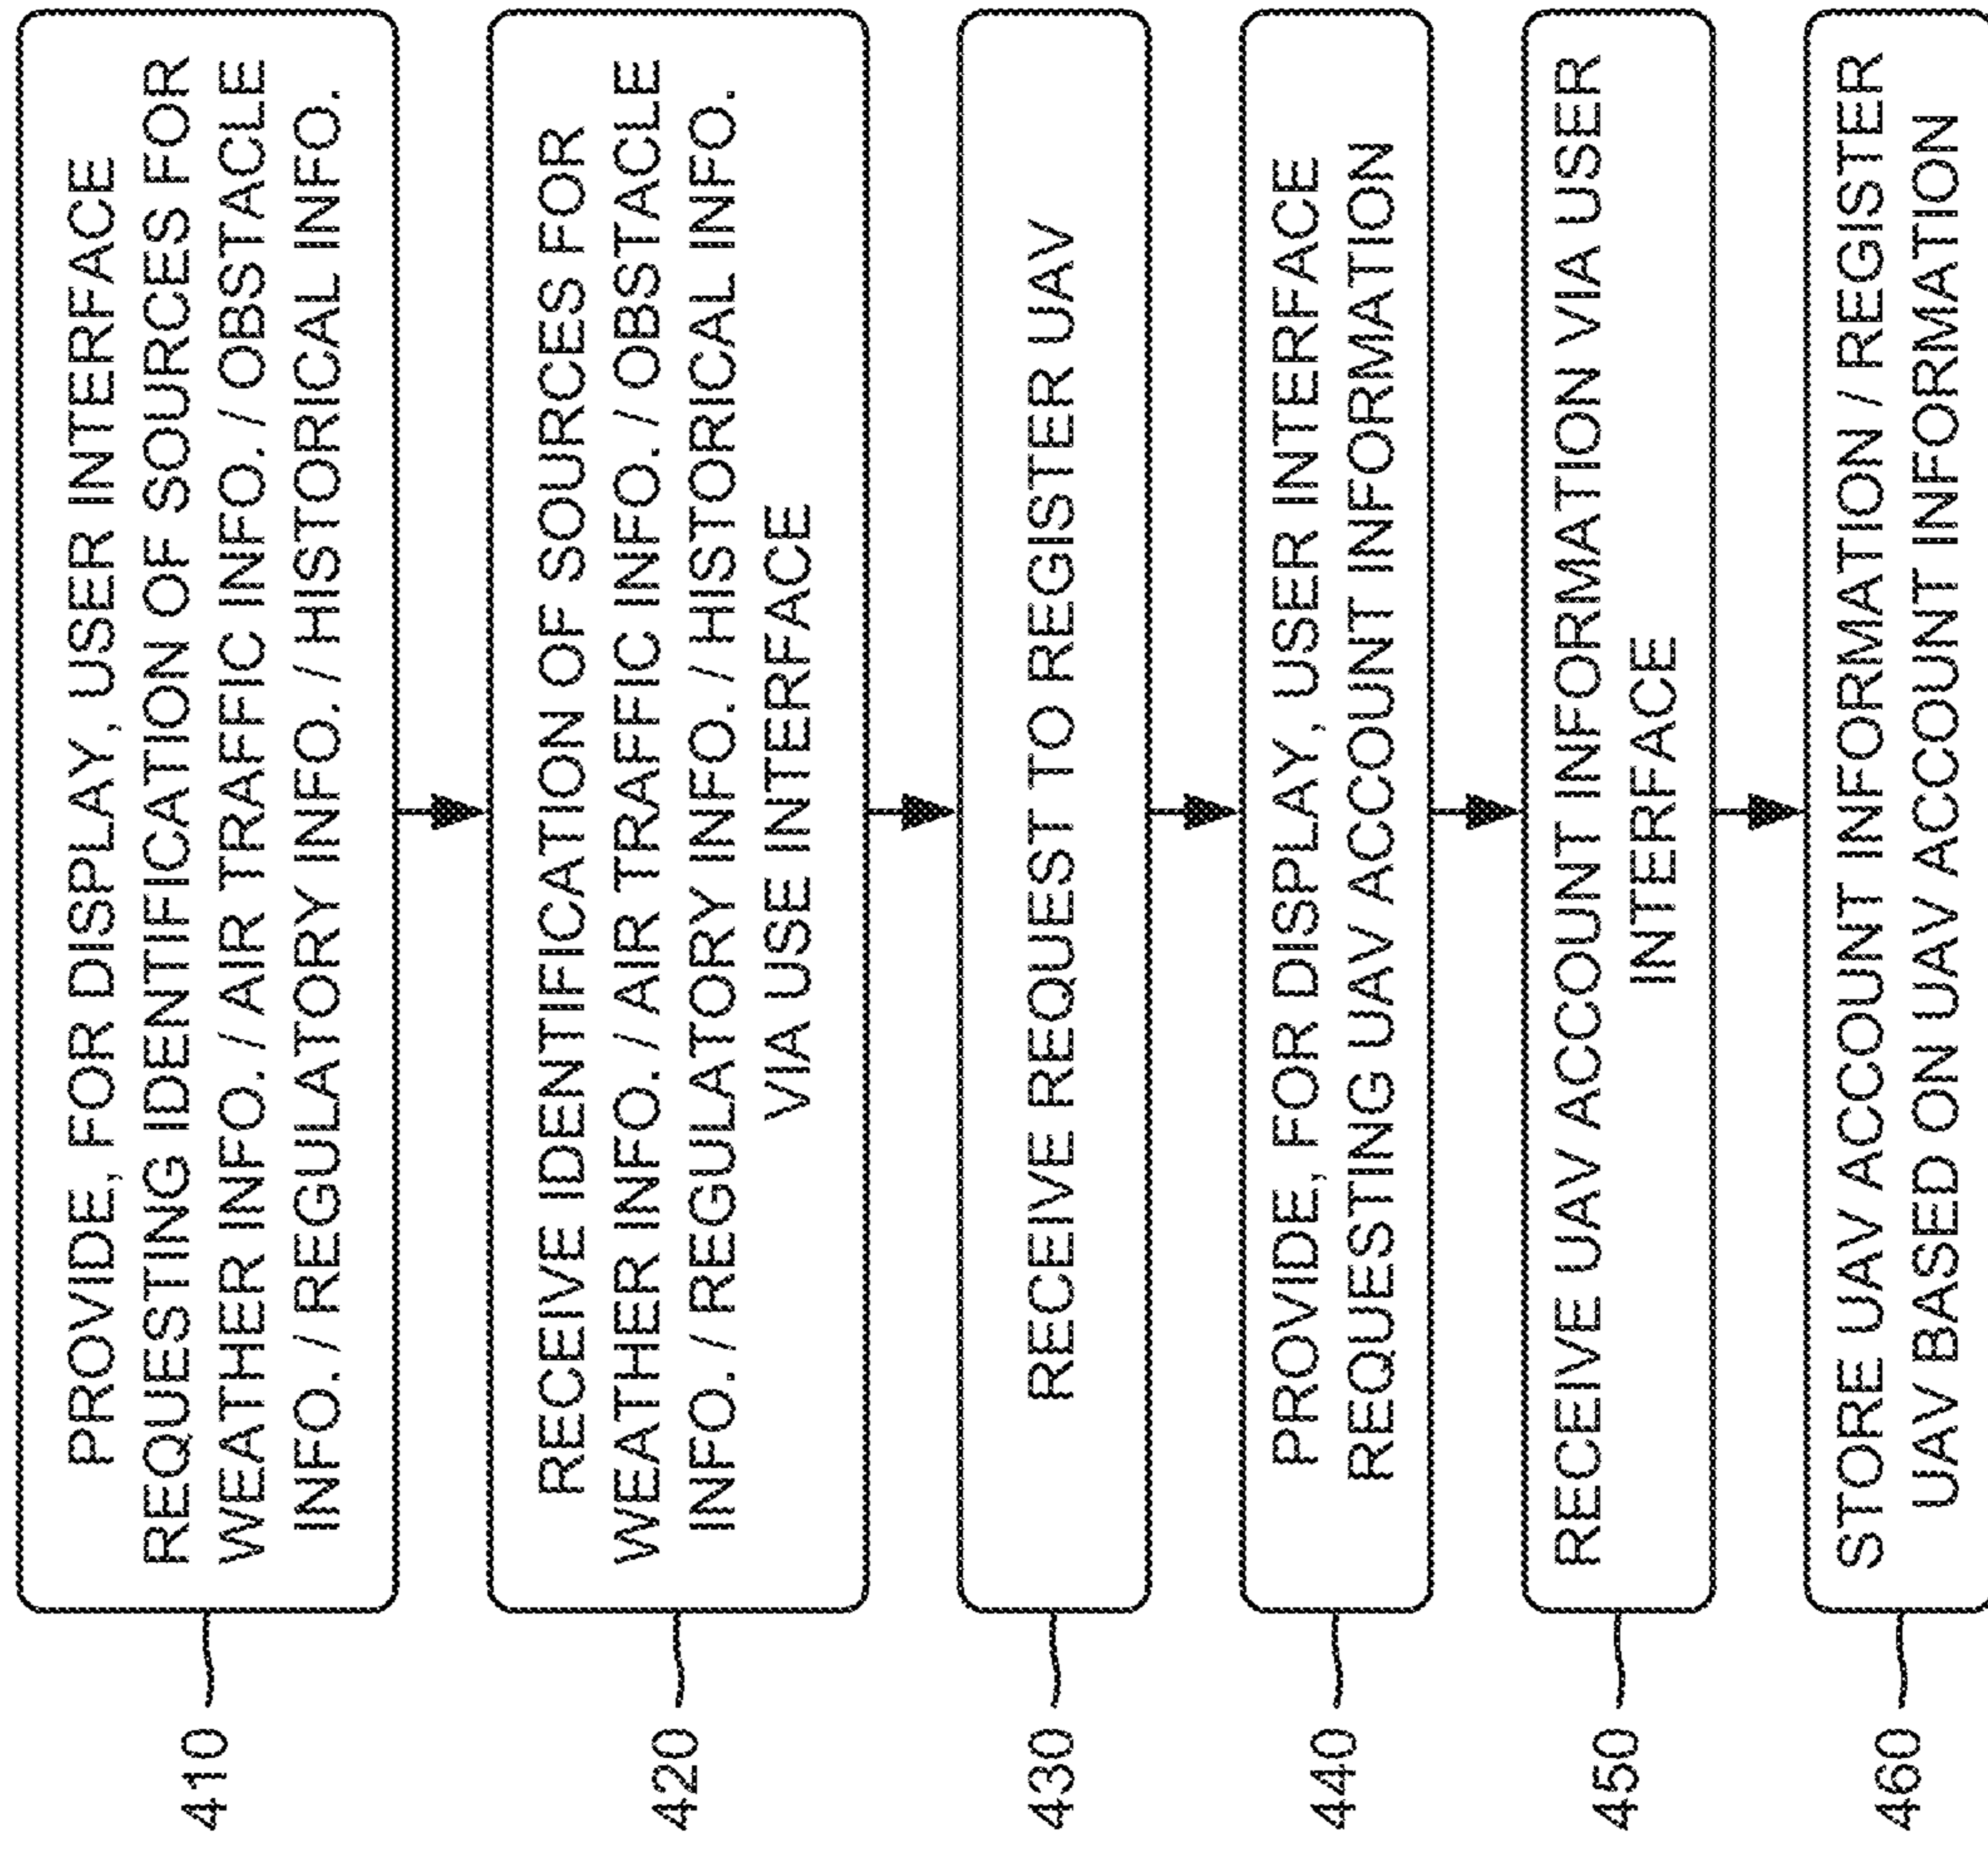 410
PROVIDE, FOR DISPLAY, USER INTERFACE
REQUESTING IDENTIFICATION OF SOURCES FOR
WEATHER INFO. / AIR TRAFFIC INFO. / OBSTACLE
INFO. / REGULATORY INFO. / HISTORICAL INFO.
420
RECEIVE IDENTIFICATION OF SOURCES FOR
WEATHER INFO. / AIR TRAFFIC INFO. / OBSTACLE
INFO. / REGULATORY INFO. / HISTORICAL INFO.
VIA USE INTERFACE
430
RECEIVE REQUEST TO REGISTER UAV
440
PROVIDE, FOR DISPLAY, USER INTERFACE
REQUESTING UAV ACCOUNT INFORMATION
450
RECEIVE UAV ACCOUNT INFORMATION VIA USER
INTERFACE
460
STORE UAV ACCOUNT INFORMATION / REGISTER
UAV BASED ON UAV ACCOUNT INFORMATION